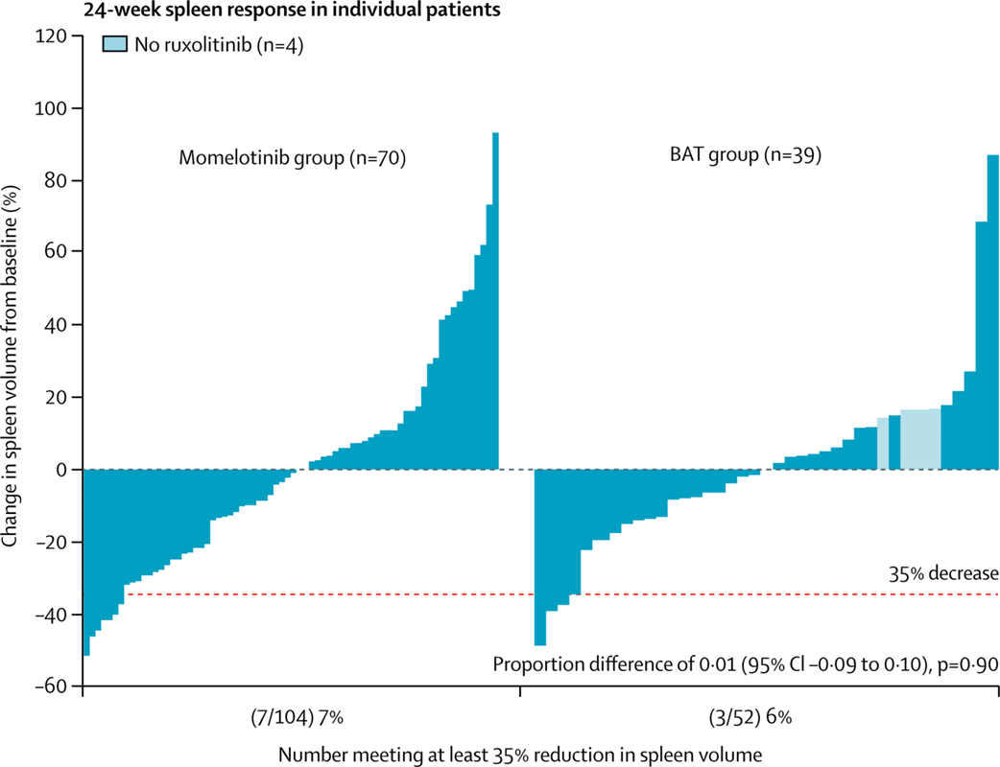 24-week spleen response in individual patients
120
No ruxolitinib (n=4)
100
Momelotinib group (n=70)
BAT group (n=39)
80
60
40
20
0
−20
−40
−60
Change in spleen volume from baseline (%)
35% decrease
Proportion difference of 0·01 (95% Cl −0·09 to 0·10), p=0·90
(7/104) 7%
(3/52) 6%
Number meeting at least 35% reduction in spleen volume